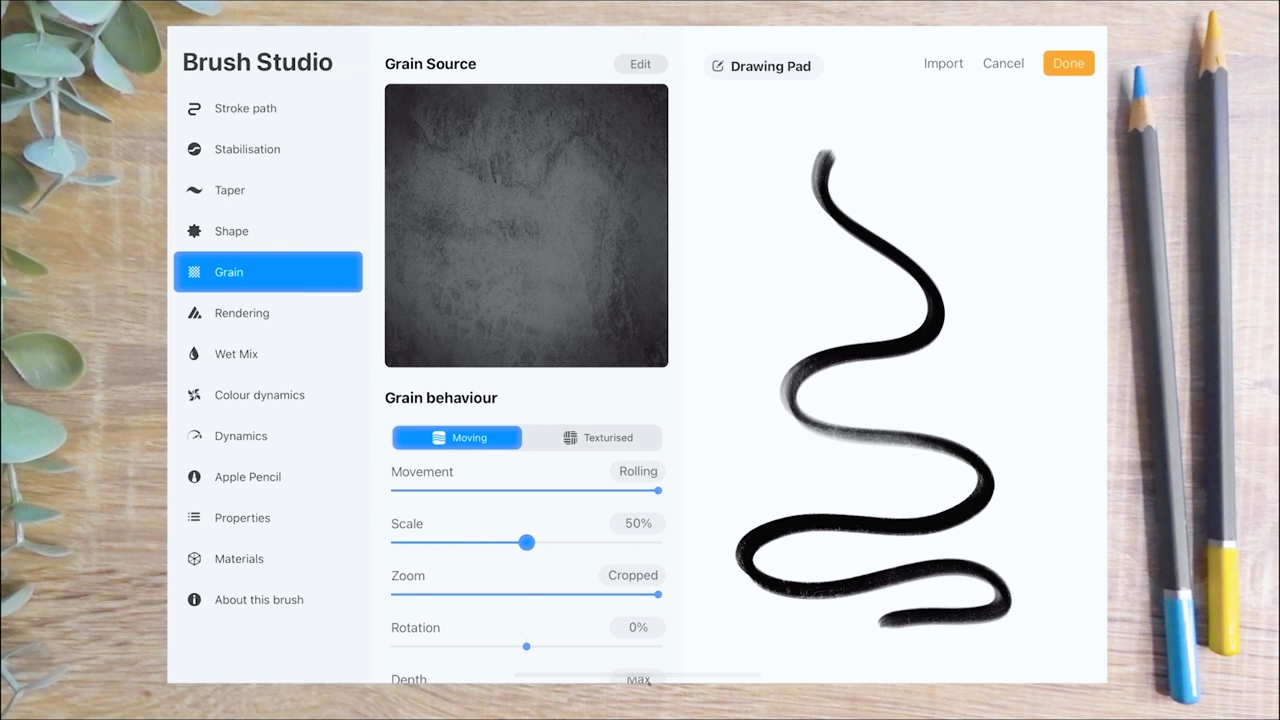 Brush Studio
Stroke path
Stabilisation
Taper
Shape
Grain
Rendering
Wet Mix
Colour dynamics
Dynamics
Apple Pencil
Properties
Materials
About this brush
Grain Source
Edit
Grain behaviour
Moving
Texturised
Movement
Rolling
Scale
50%
Zoom
Cropped
Rotation
0%
Depth
Max
Drawing Pad
Import
Cancel
Done